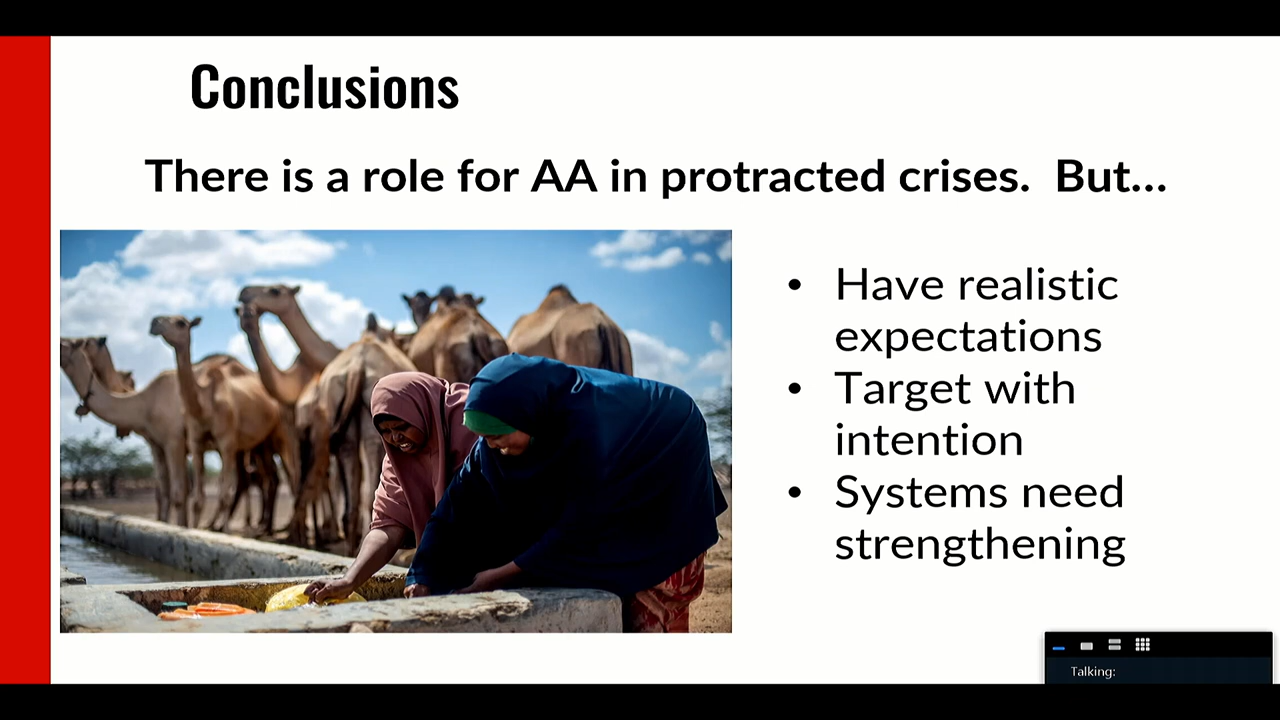 Conclusions
There is a role for AA in protracted crises.  But...
• Have realistic
expectations
• Target with
intention
• Systems need
strengthening
Talking: